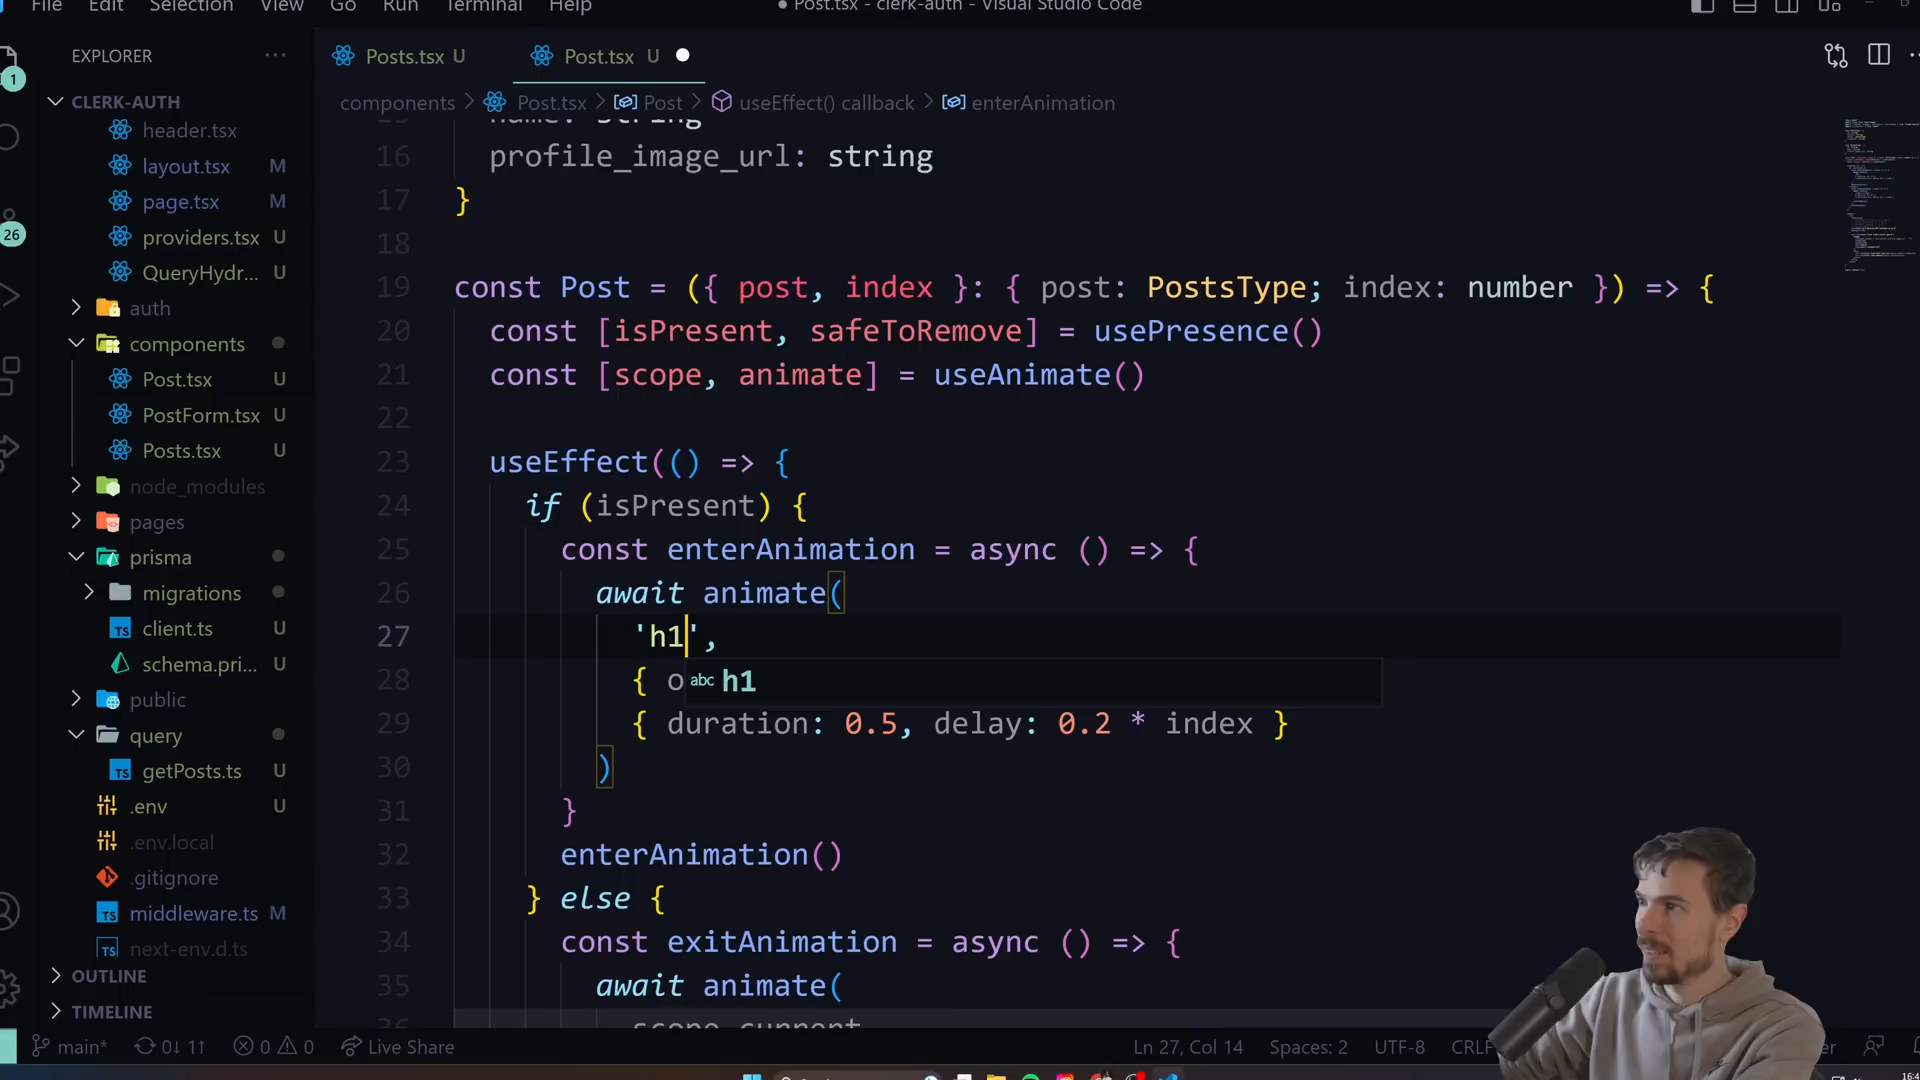 File Edit Selection View Go Run Terminal Help
Post.tsx - clerk-auth - Visual Studio Code
EXPLORER ···
Posts.tsx U
Post.tsx U
CLERK-AUTH
components > Post.tsx > Post > useEffect() callback > enterAnimation
1
header.tsx
layout.tsx M
page.tsx M
26
providers.tsx U
QueryHydr... U
auth
components
Post.tsx U
PostForm.tsx U
Posts.tsx U
node_modules
pages
prisma
migrations
client.ts U
schema.pri... U
public
query
getPosts.ts U
.env U
.env.local
.gitignore
middleware.ts M
next-env.d.ts
OUTLINE
TIMELINE
name: string
16 profile_image_url: string
17 }
18
19 const Post = ({ post, index }: { post: PostsType; index: number }) => {
20 const [isPresent, safeToRemove] = usePresence()
21 const [scope, animate] = useAnimate()
22
23 useEffect(() => {
24 if (isPresent) {
25 const enterAnimation = async () => {
26 await animate(
27 'h1',
28 { o
abc h1
29 { duration: 0.5, delay: 0.2 * index }
30 )
31 }
32 enterAnimation()
33 } else {
34 const exitAnimation = async () => {
35 await animate(
scope.current
main* 0↓ 1↑ 0 0 Live Share
Ln 27, Col 14 Spaces: 2 UTF-8 CRLF